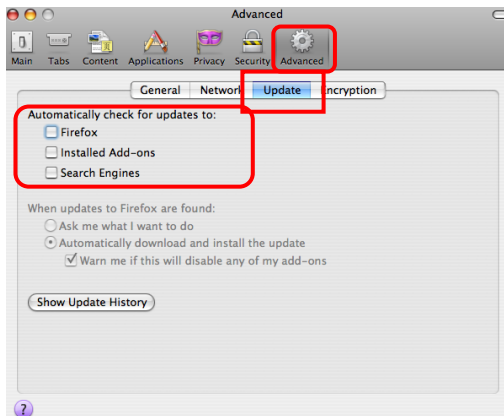 Advanced
Main Tabs Content Applications Privacy Security Advanced
General Network Update Encryption
Automatically check for updates to:
Firefox
Installed Add-ons
Search Engines
When updates to Firefox are found:
Ask me what I want to do
Automatically download and install the update
Warn me if this will disable any of my add-ons
Show Update History
?